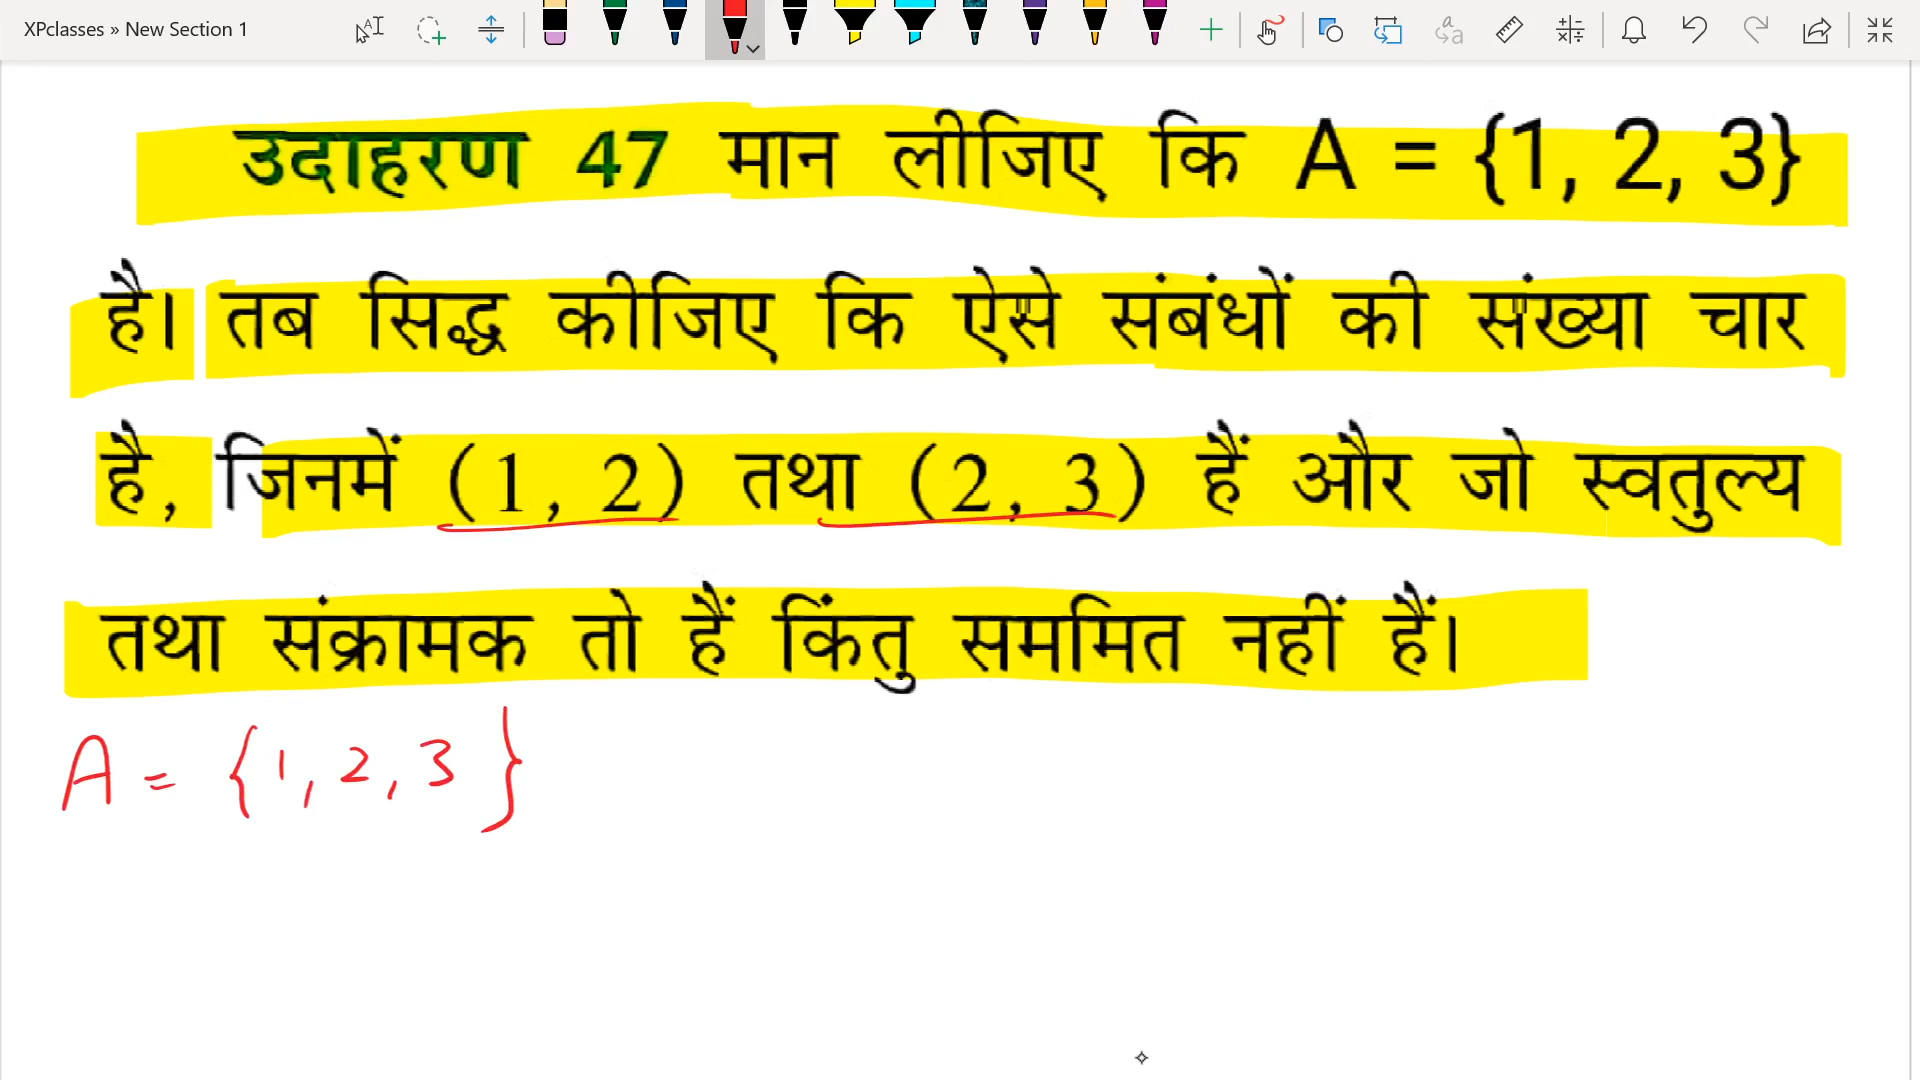 XPclasses » New Section 1
उदाहरण 47 मान लीजिए कि A = {1, 2, 3}
है। तब सिद्ध कीजिए कि ऐसे संबंधों की संख्या चार
है, जिनमें (1, 2) तथा (2, 3) हैं और जो स्वतुल्य
तथा संक्रामक तो हैं किंतु सममित नहीं हैं।
A = {1, 2, 3}